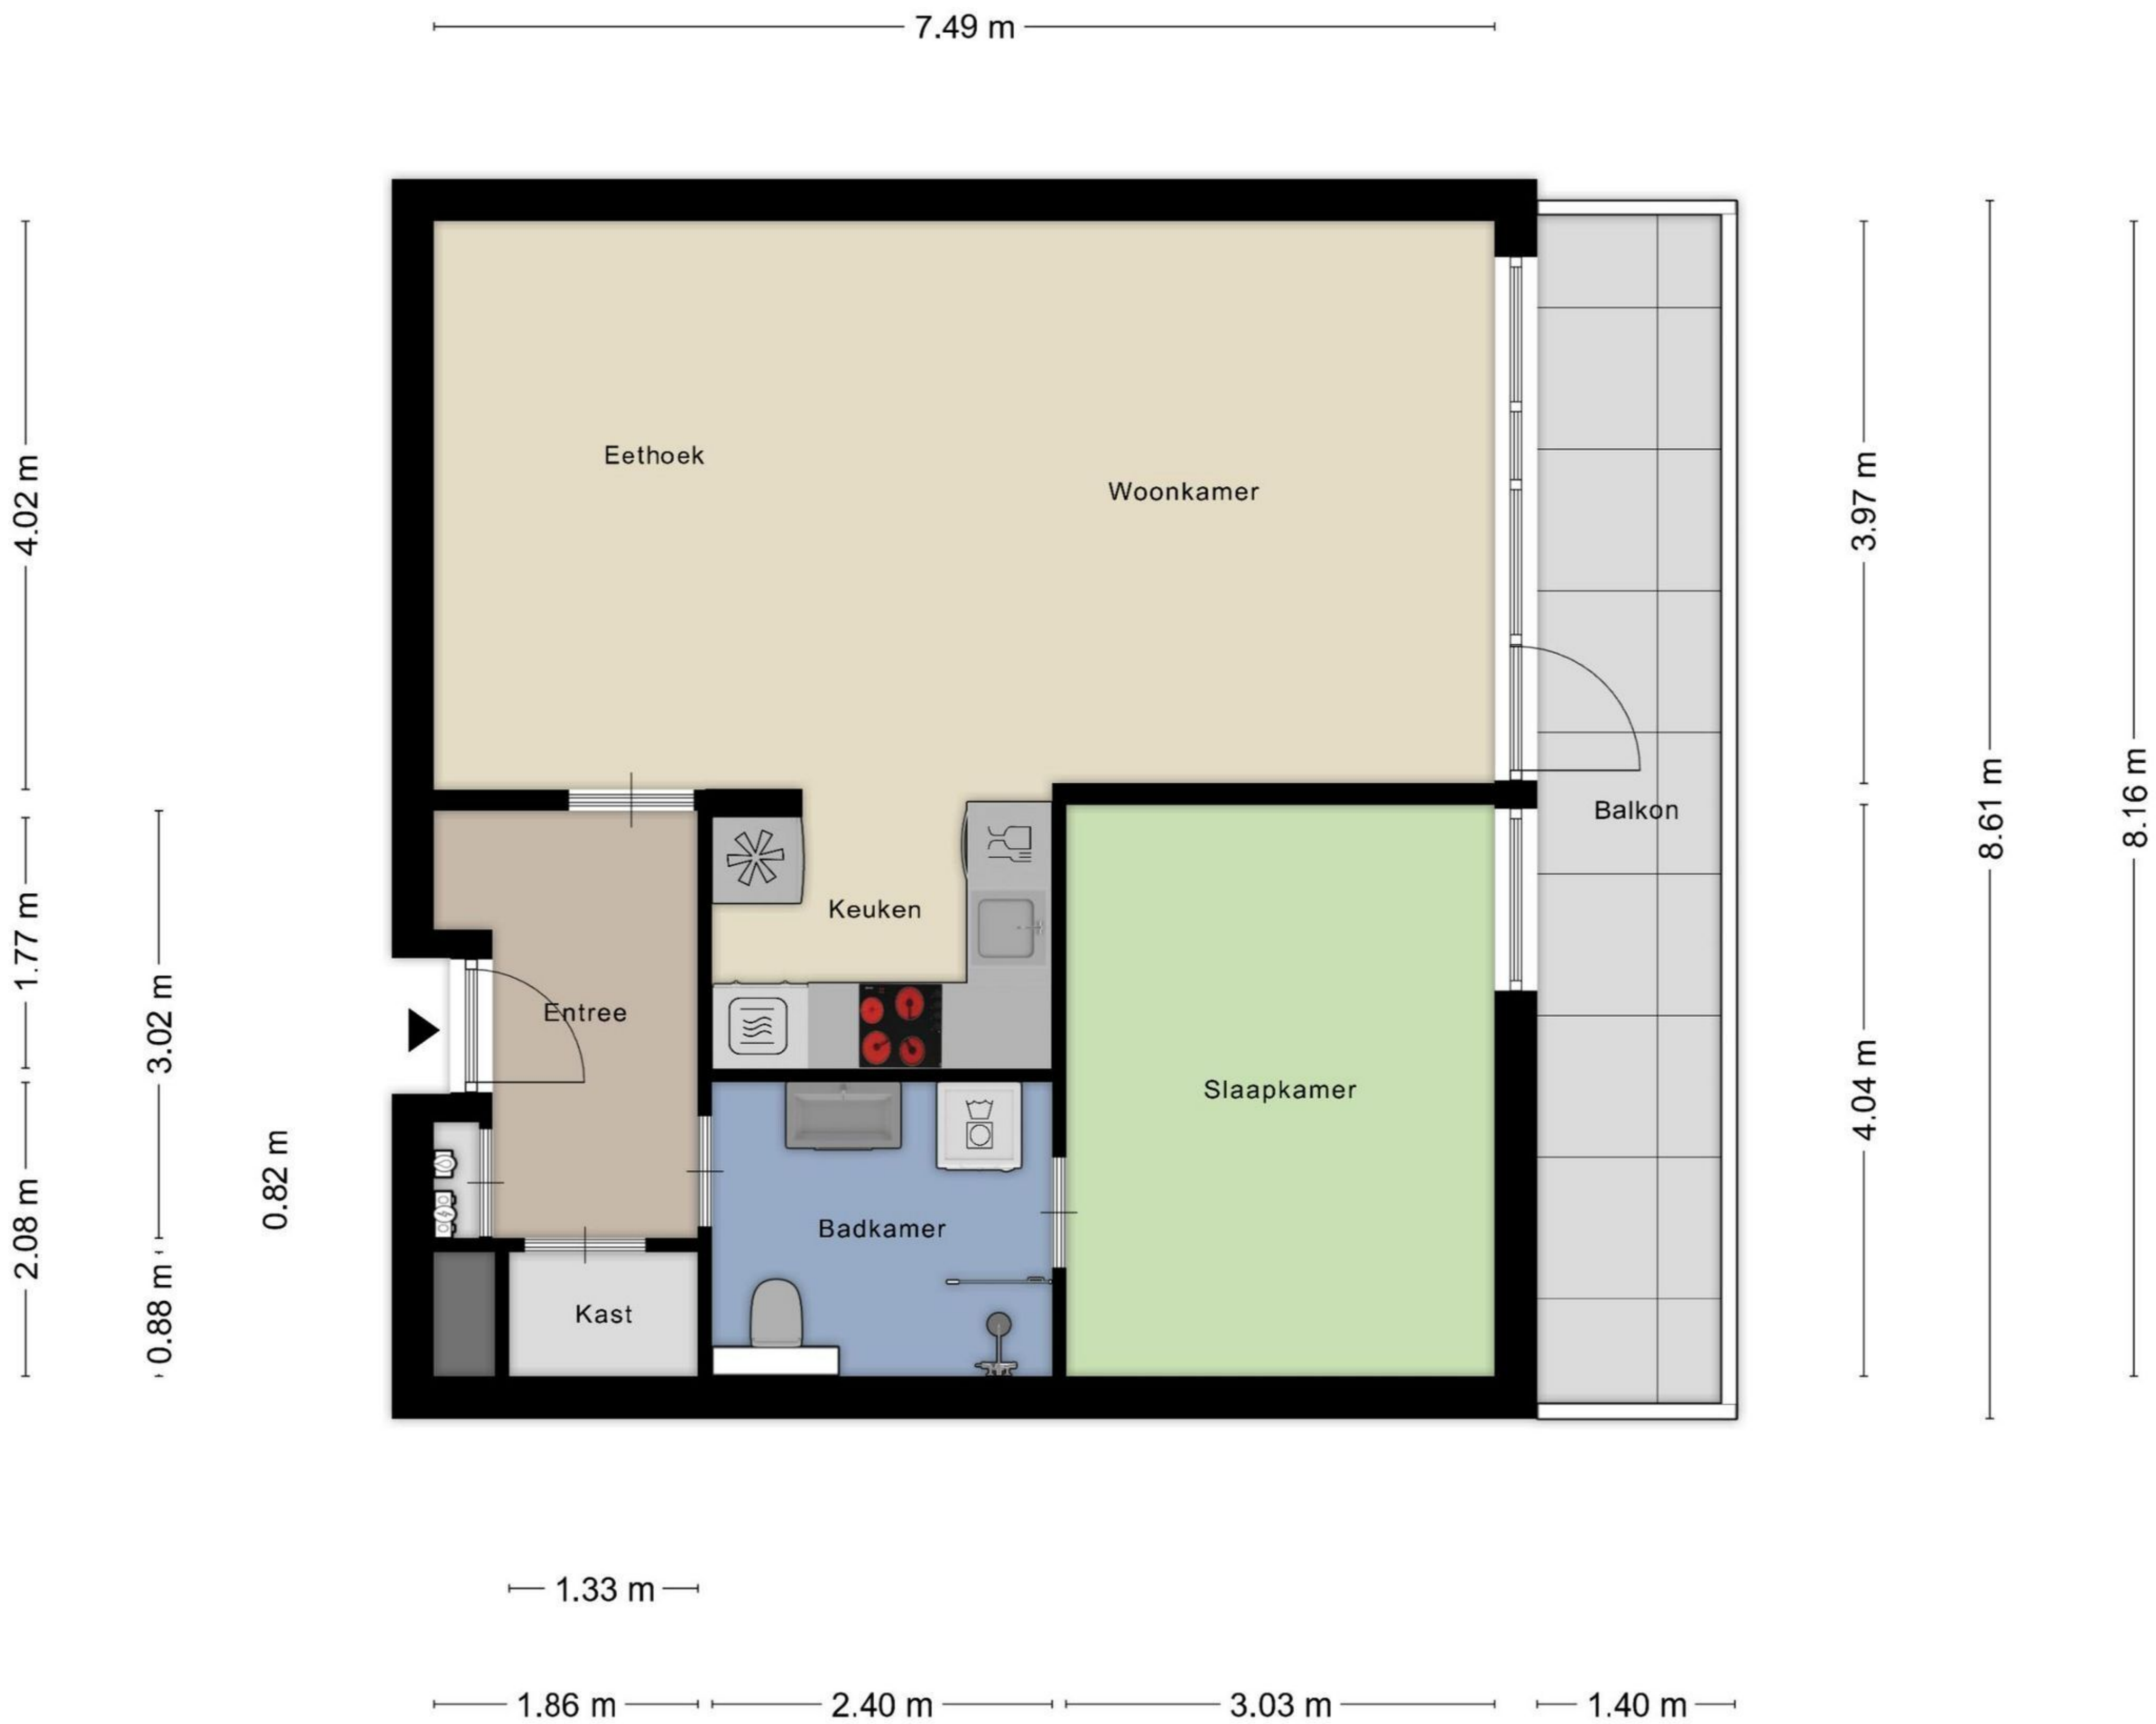 7.49 m
Eethoek
Woonkamer
4.02 m
3.97 m
Balkon
8.61 m
8.16 m
Keuken
1.77 m
3.02 m
Entree
Slaapkamer
4.04 m
0.82 m
2.08 m
Badkamer
0.88 m
Kast
1.33 m
1.86 m
2.40 m
3.03 m
1.40 m